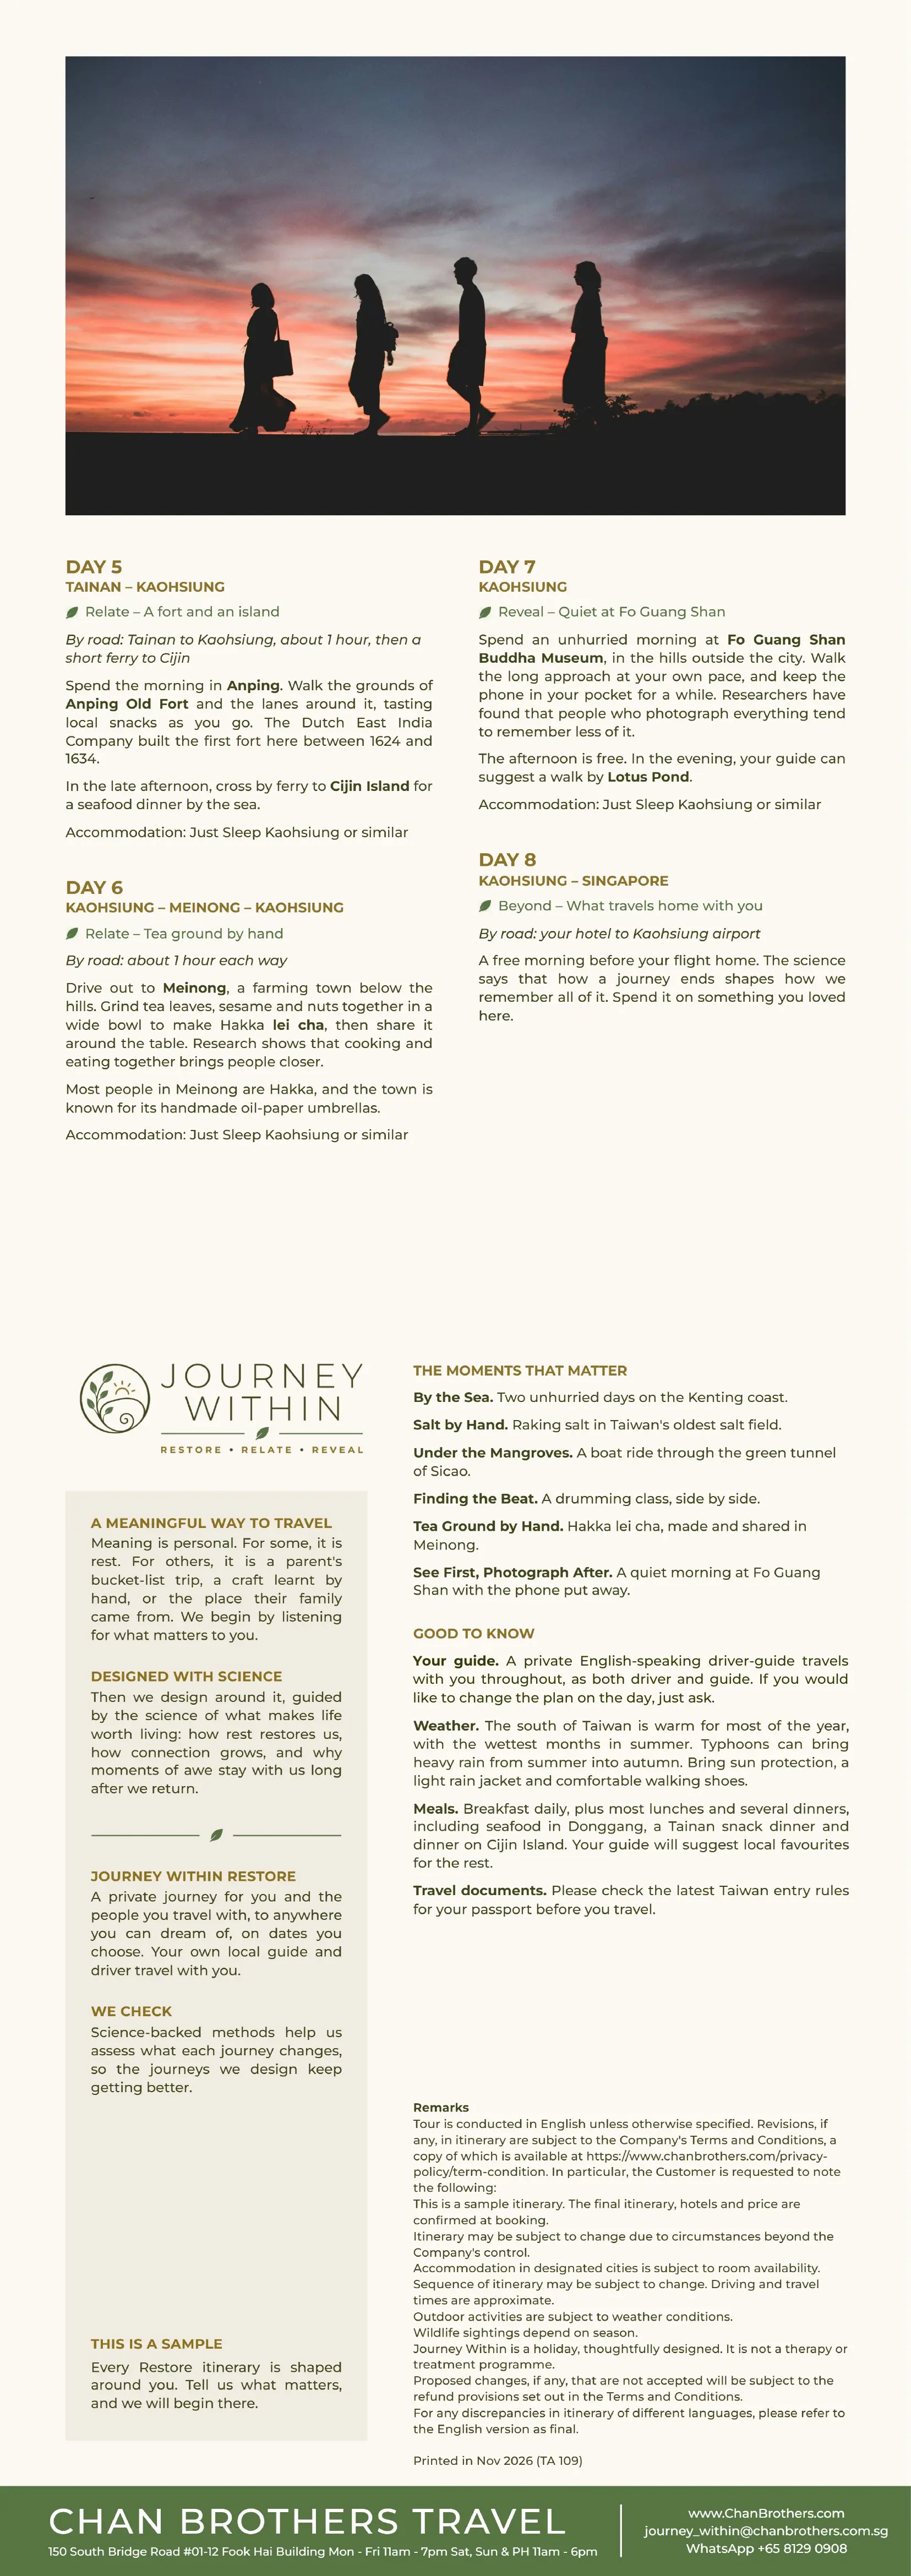 DAY 5
TAINAN – KAOHSIUNG
Relate – A fort and an island
By road: Tainan to Kaohsiung, about 1 hour, then a
short ferry to Cijin
Spend the morning in Anping. Walk the grounds of
Anping Old Fort and the lanes around it, tasting
local snacks as you go. The Dutch East India
Company built the first fort here between 1624 and
1634.
In the late afternoon, cross by ferry to Cijin Island for
a seafood dinner by the sea.
Accommodation: Just Sleep Kaohsiung or similar
DAY 6
KAOHSIUNG – MEINONG – KAOHSIUNG
Relate – Tea ground by hand
By road: about 1 hour each way
Drive out to Meinong, a farming town below the
hills. Grind tea leaves, sesame and nuts together in a
wide bowl to make Hakka lei cha, then share it
around the table. Research shows that cooking and
eating together brings people closer.
Most people in Meinong are Hakka, and the town is
known for its handmade oil-paper umbrellas.
Accommodation: Just Sleep Kaohsiung or similar
DAY 7
KAOHSIUNG
Reveal – Quiet at Fo Guang Shan
Spend an unhurried morning at Fo Guang Shan
Buddha Museum, in the hills outside the city. Walk
the long approach at your own pace, and keep the
phone in your pocket for a while. Researchers have
found that people who photograph everything tend
to remember less of it.
The afternoon is free. In the evening, your guide can
suggest a walk by Lotus Pond.
Accommodation: Just Sleep Kaohsiung or similar
DAY 8
KAOHSIUNG – SINGAPORE
Beyond – What travels home with you
By road: your hotel to Kaohsiung airport
A free morning before your flight home. The science
says that how a journey ends shapes how we
remember all of it. Spend it on something you loved
here.
JOURNEY
WITHIN
RESTORE • RELATE • REVEAL
A MEANINGFUL WAY TO TRAVEL
Meaning is personal. For some, it is
rest. For others, it is a parent's
bucket-list trip, a craft learnt by
hand, or the place their family
came from. We begin by listening
for what matters to you.
DESIGNED WITH SCIENCE
Then we design around it, guided
by the science of what makes life
worth living: how rest restores us,
how connection grows, and why
moments of awe stay with us long
after we return.
JOURNEY WITHIN RESTORE
A private journey for you and the
people you travel with, to anywhere
you can dream of, on dates you
choose. Your own local guide and
driver travel with you.
WE CHECK
Science-backed methods help us
assess what each journey changes,
so the journeys we design keep
getting better.
THIS IS A SAMPLE
Every Restore itinerary is shaped
around you. Tell us what matters,
and we will begin there.
THE MOMENTS THAT MATTER
By the Sea. Two unhurried days on the Kenting coast.
Salt by Hand. Raking salt in Taiwan's oldest salt field.
Under the Mangroves. A boat ride through the green tunnel
of Sicao.
Finding the Beat. A drumming class, side by side.
Tea Ground by Hand. Hakka lei cha, made and shared in
Meinong.
See First, Photograph After. A quiet morning at Fo Guang
Shan with the phone put away.
GOOD TO KNOW
Your guide. A private English-speaking driver-guide travels
with you throughout, as both driver and guide. If you would
like to change the plan on the day, just ask.
Weather. The south of Taiwan is warm for most of the year,
with the wettest months in summer. Typhoons can bring
heavy rain from summer into autumn. Bring sun protection, a
light rain jacket and comfortable walking shoes.
Meals. Breakfast daily, plus most lunches and several dinners,
including seafood in Donggang, a Tainan snack dinner and
dinner on Cijin Island. Your guide will suggest local favourites
for the rest.
Travel documents. Please check the latest Taiwan entry rules
for your passport before you travel.
Remarks
Tour is conducted in English unless otherwise specified. Revisions, if
any, in itinerary are subject to the Company's Terms and Conditions, a
copy of which is available at https://www.chanbrothers.com/privacy-
policy/term-condition. In particular, the Customer is requested to note
the following:
This is a sample itinerary. The final itinerary, hotels and price are
confirmed at booking.
Itinerary may be subject to change due to circumstances beyond the
Company's control.
Accommodation in designated cities is subject to room availability.
Sequence of itinerary may be subject to change. Driving and travel
times are approximate.
Outdoor activities are subject to weather conditions.
Wildlife sightings depend on season.
Journey Within is a holiday, thoughtfully designed. It is not a therapy or
treatment programme.
Proposed changes, if any, that are not accepted will be subject to the
refund provisions set out in the Terms and Conditions.
For any discrepancies in itinerary of different languages, please refer to
the English version as final.
Printed in Nov 2026 (TA 109)
CHAN BROTHERS TRAVEL
150 South Bridge Road #01-12 Fook Hai Building Mon - Fri 11am - 7pm Sat, Sun & PH 11am - 6pm
www.ChanBrothers.com
journey_within@chanbrothers.com.sg
WhatsApp +65 8129 0908